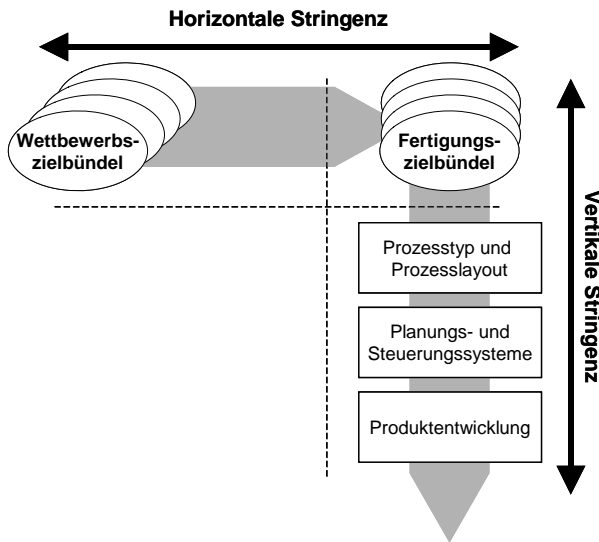 Horizontale Stringenz
Wettbewerbs-
zielbündel
Fertigungs-
zielbündel
Prozesstyp und
Prozesslayout
Planungs- und
Steuerungssysteme
Produktentwicklung
Vertikale Stringenz